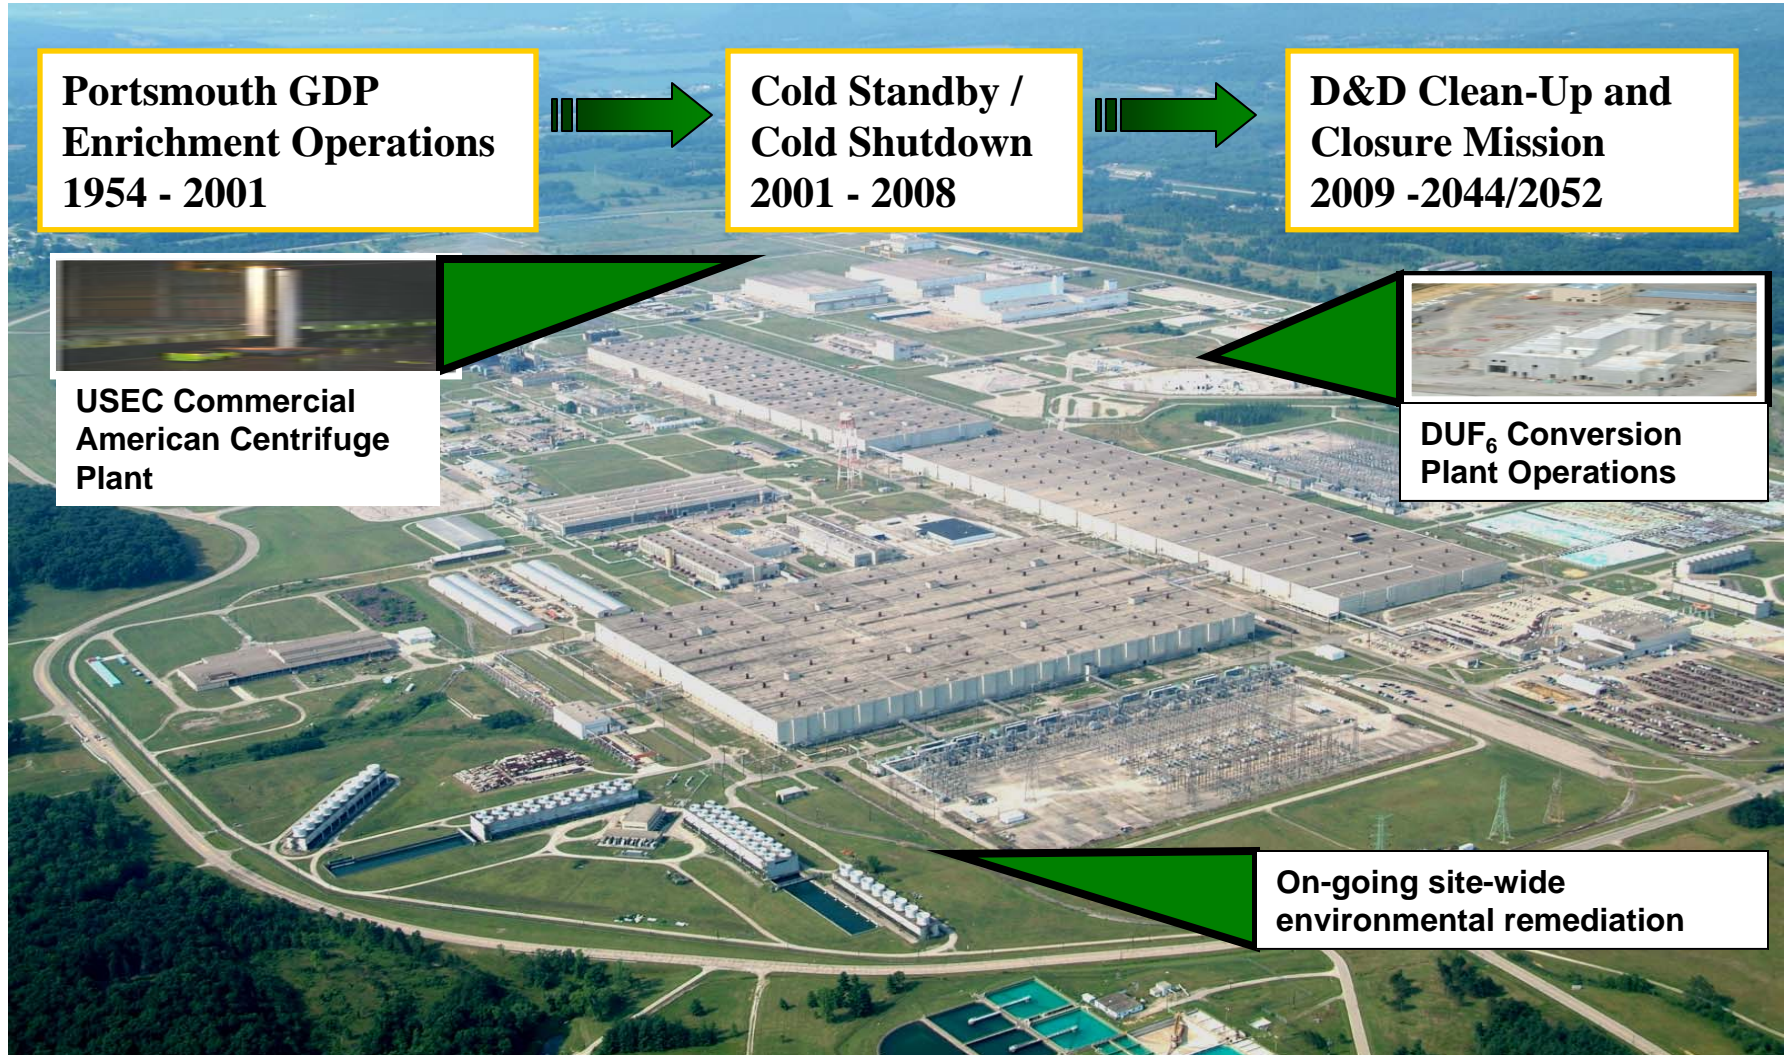 Portsmouth GDP
Enrichment Operations
1954 - 2001
Cold Standby /
Cold Shutdown
2001 - 2008
D&D Clean-Up and
Closure Mission
2009 -2044/2052
USEC Commercial
American Centrifuge
Plant
DUF₆ Conversion
Plant Operations
On-going site-wide
environmental remediation